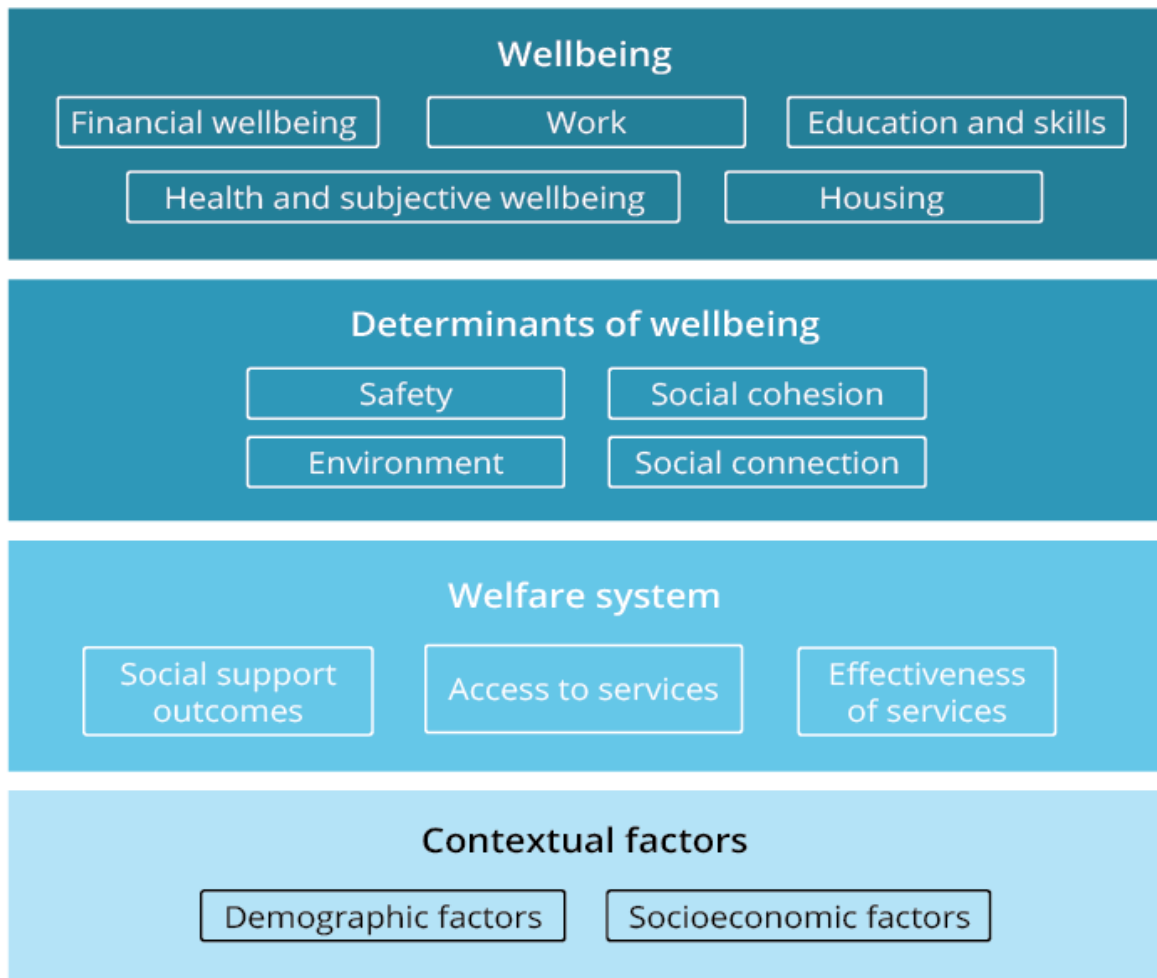 Wellbeing
Financial wellbeing
Work
Education and skills
Health and subjective wellbeing
Housing
Determinants of wellbeing
Safety
Social cohesion
Environment
Social connection
Welfare system
Social support
outcomes
Access to services
Effectiveness
of services
Contextual factors
Demographic factors
Socioeconomic factors